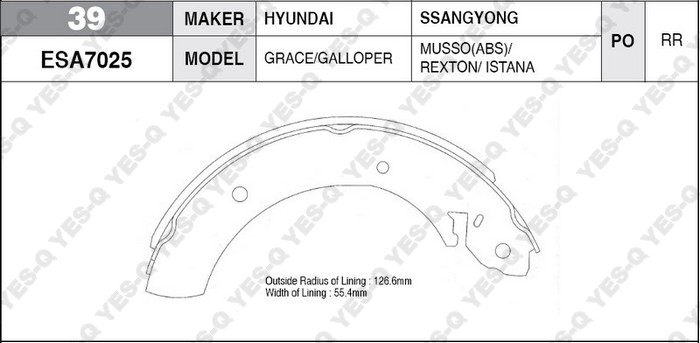 39 MAKER HYUNDAI SSANGYONG PO RR
ESA7025 MODEL GRACE/GALLOPER MUSSO(ABS)/
REXTON/ ISTANA
Outside Radius of Lining : 126.6mm
Width of Lining : 55.4mm
YES-Q YES-Q YES-Q YES-Q YES-Q